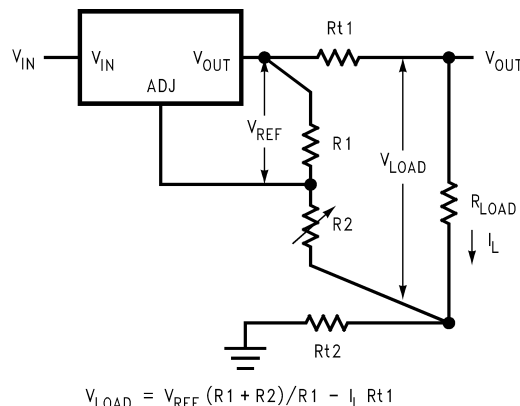 V_IN
V_IN
V_OUT
ADJ
Rt1
V_OUT
V_REF
R1
V_LOAD
R2
R_LOAD
I_L
Rt2
V_LOAD = V_REF (R1 + R2)/R1 - I_L Rt1